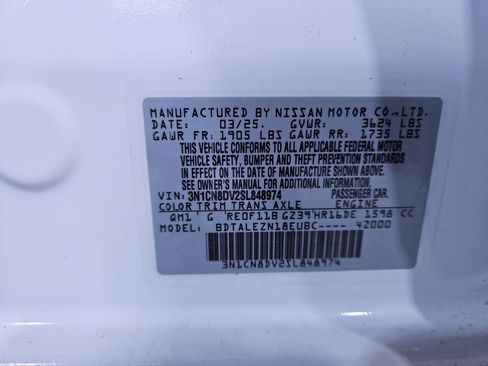 MANUFACTURED BY NISSAN MOTOR CO.,LTD.
DATE: 03/25. GVWR: 3624 LBS
GAWR FR: 1905 LBS GAWR RR: 1735 LBS
THIS VEHICLE CONFORMS TO ALL APPLICABLE FEDERAL MOTOR
VEHICLE SAFETY, BUMPER AND THEFT PREVENTION STANDARDS
IN EFFECT ON THE DATE OF MANUFACTURE SHOWN ABOVE.
SEE OWNER'S MANUAL FOR ADDITIONAL INFORMATION.
VIN: 3N1CN8DV2SL848974 PASSENGER CAR.
COLOR TRIM TRANS AXLE ENGINE
QM1 G RE0F11B GZ39 HR16DE 1598 CC
MODEL: BDTALEZN18EUBC---- 42000
3N1CN8DV2SL848974